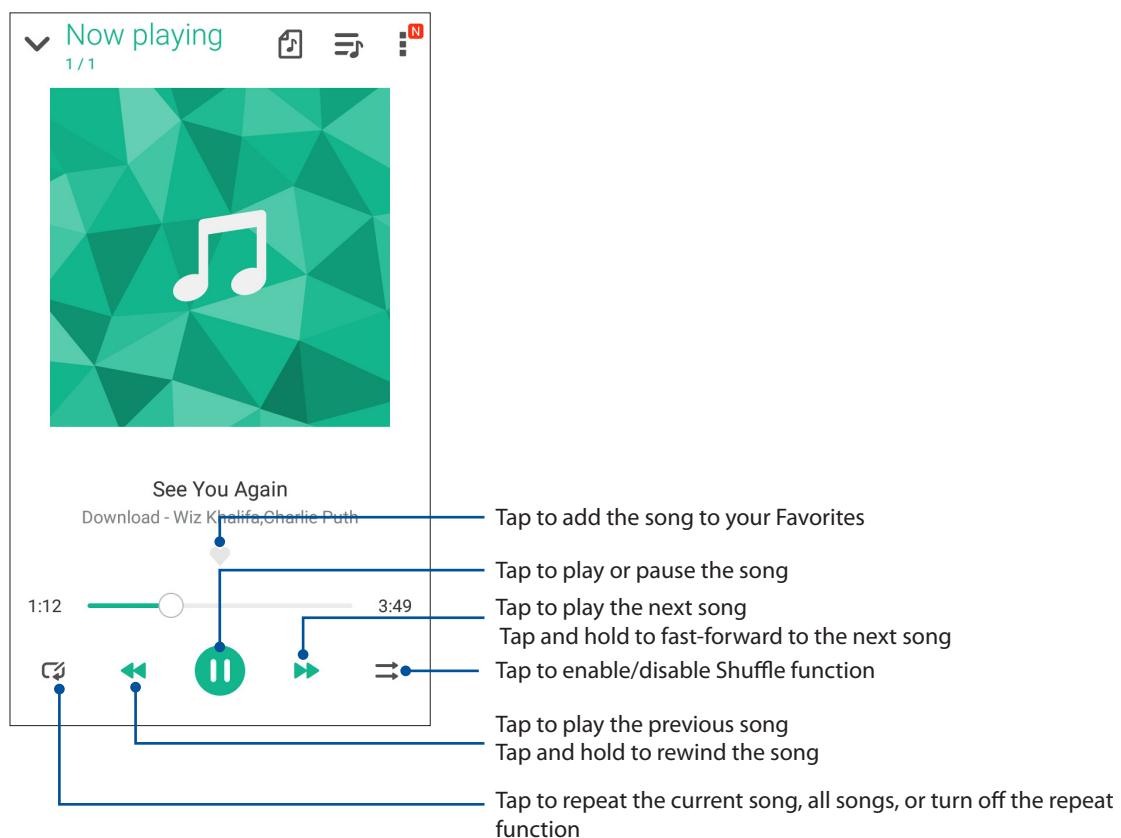 Now playing
N
1 / 1
See You Again
Download - Wiz Khalifa,Charlie Puth
Tap to add the song to your Favorites
Tap to play or pause the song
1:12
3:49
Tap to play the next song
Tap and hold to fast-forward to the next song
Tap to enable/disable Shuffle function
Tap to play the previous song
Tap and hold to rewind the song
Tap to repeat the current song, all songs, or turn off the repeat
function